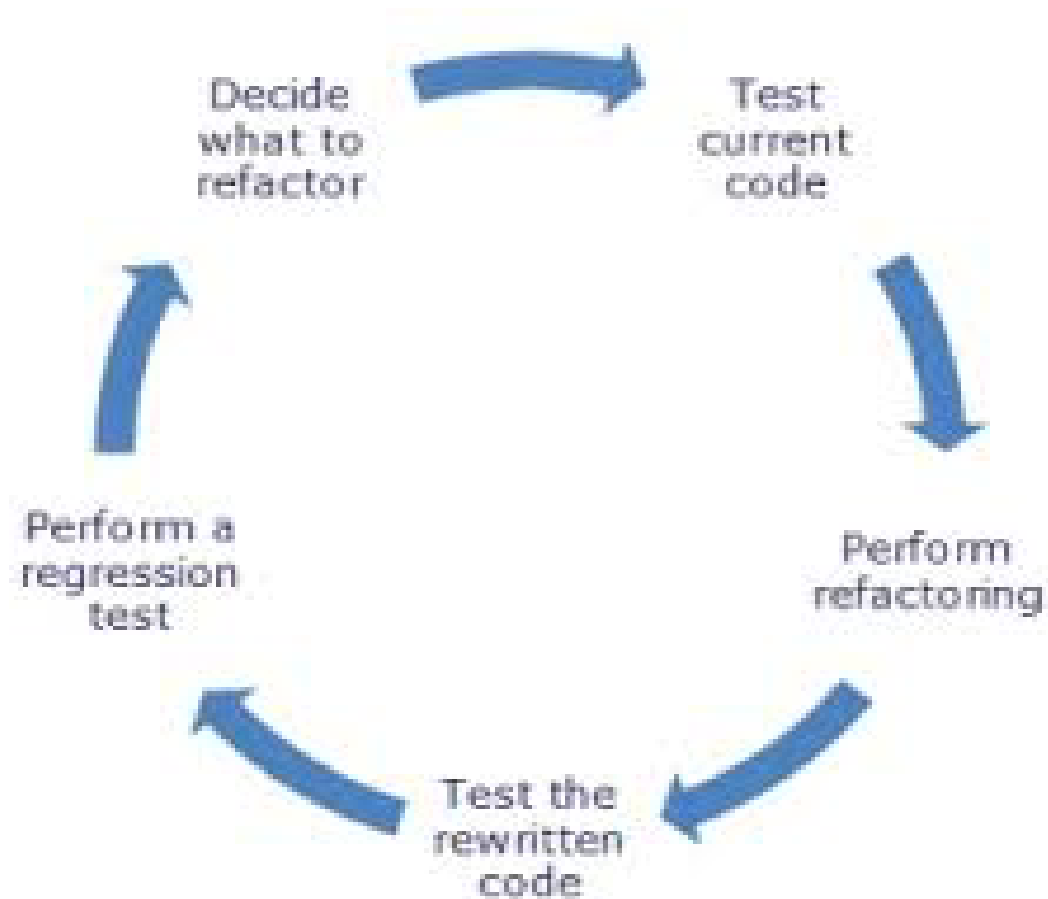 Decide
what to
refactor
Test
current
code
Perform
refactoring
Test the
rewritten
code
Perform a
regression
test